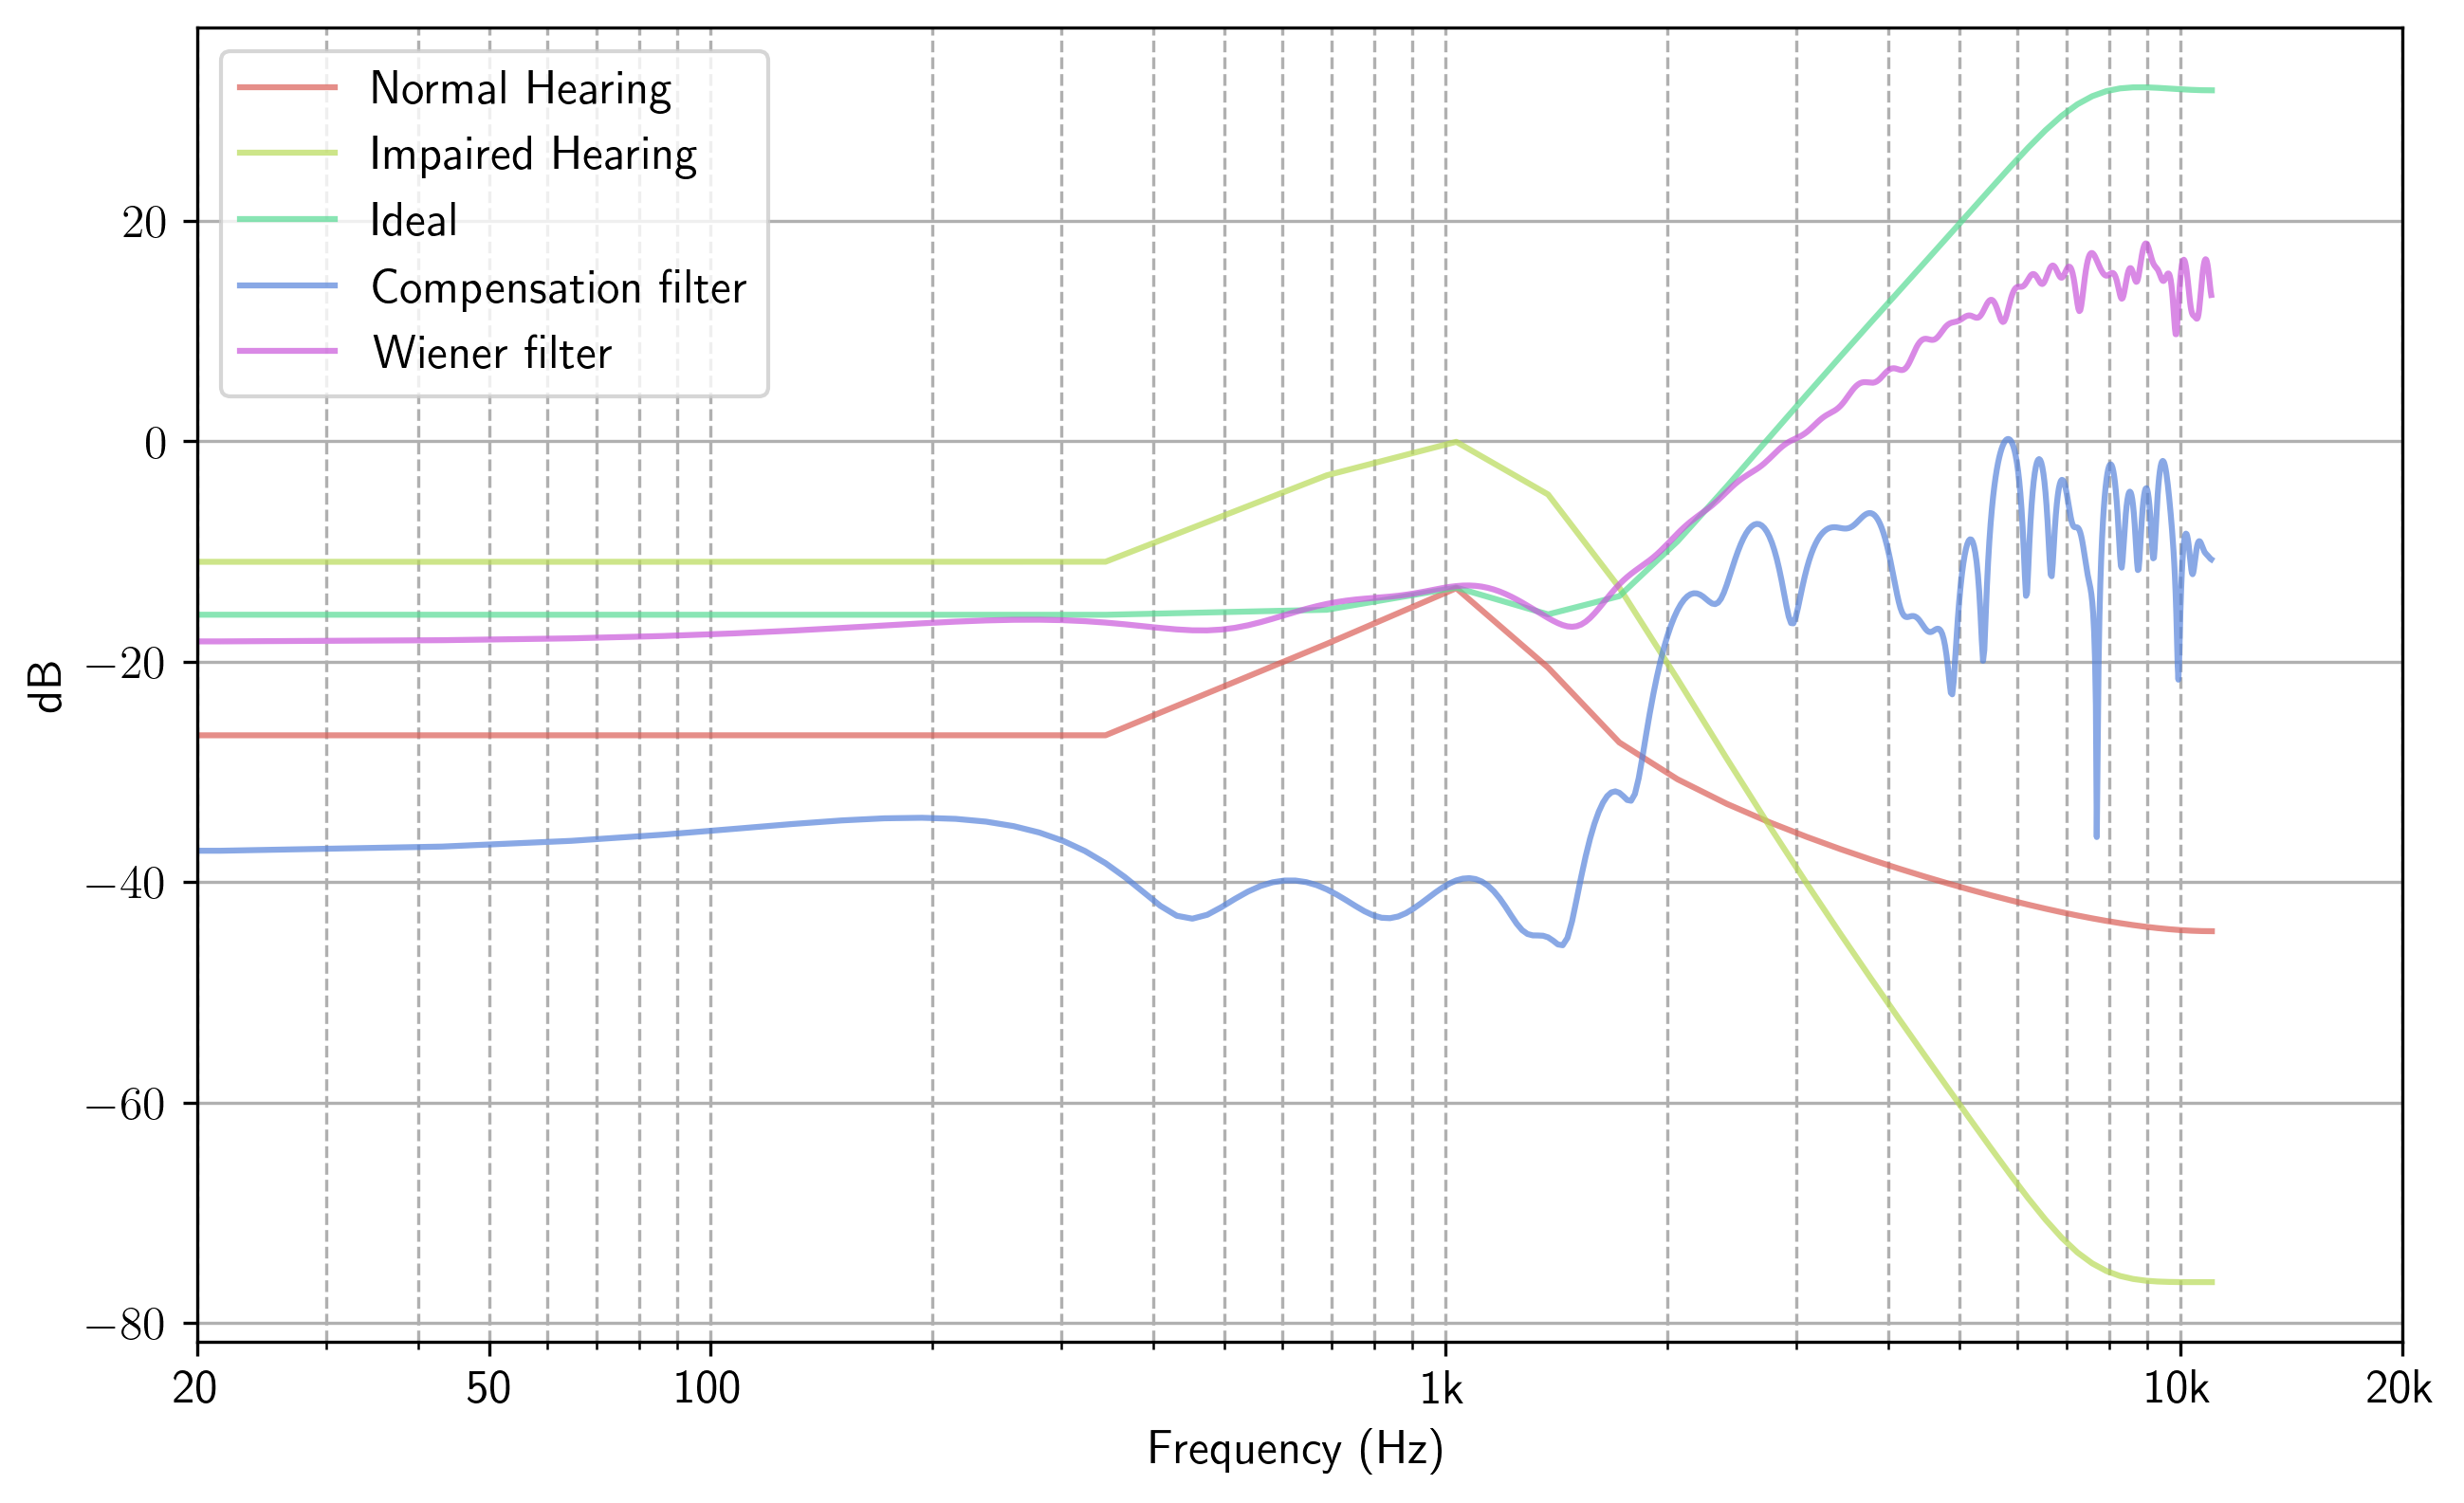 Normal Hearing
Impaired Hearing
Ideal
Compensation filter
Wiener filter
20
0
−20
−40
−60
−80
dB
20 50 100 1k 10k 20k
Frequency (Hz)